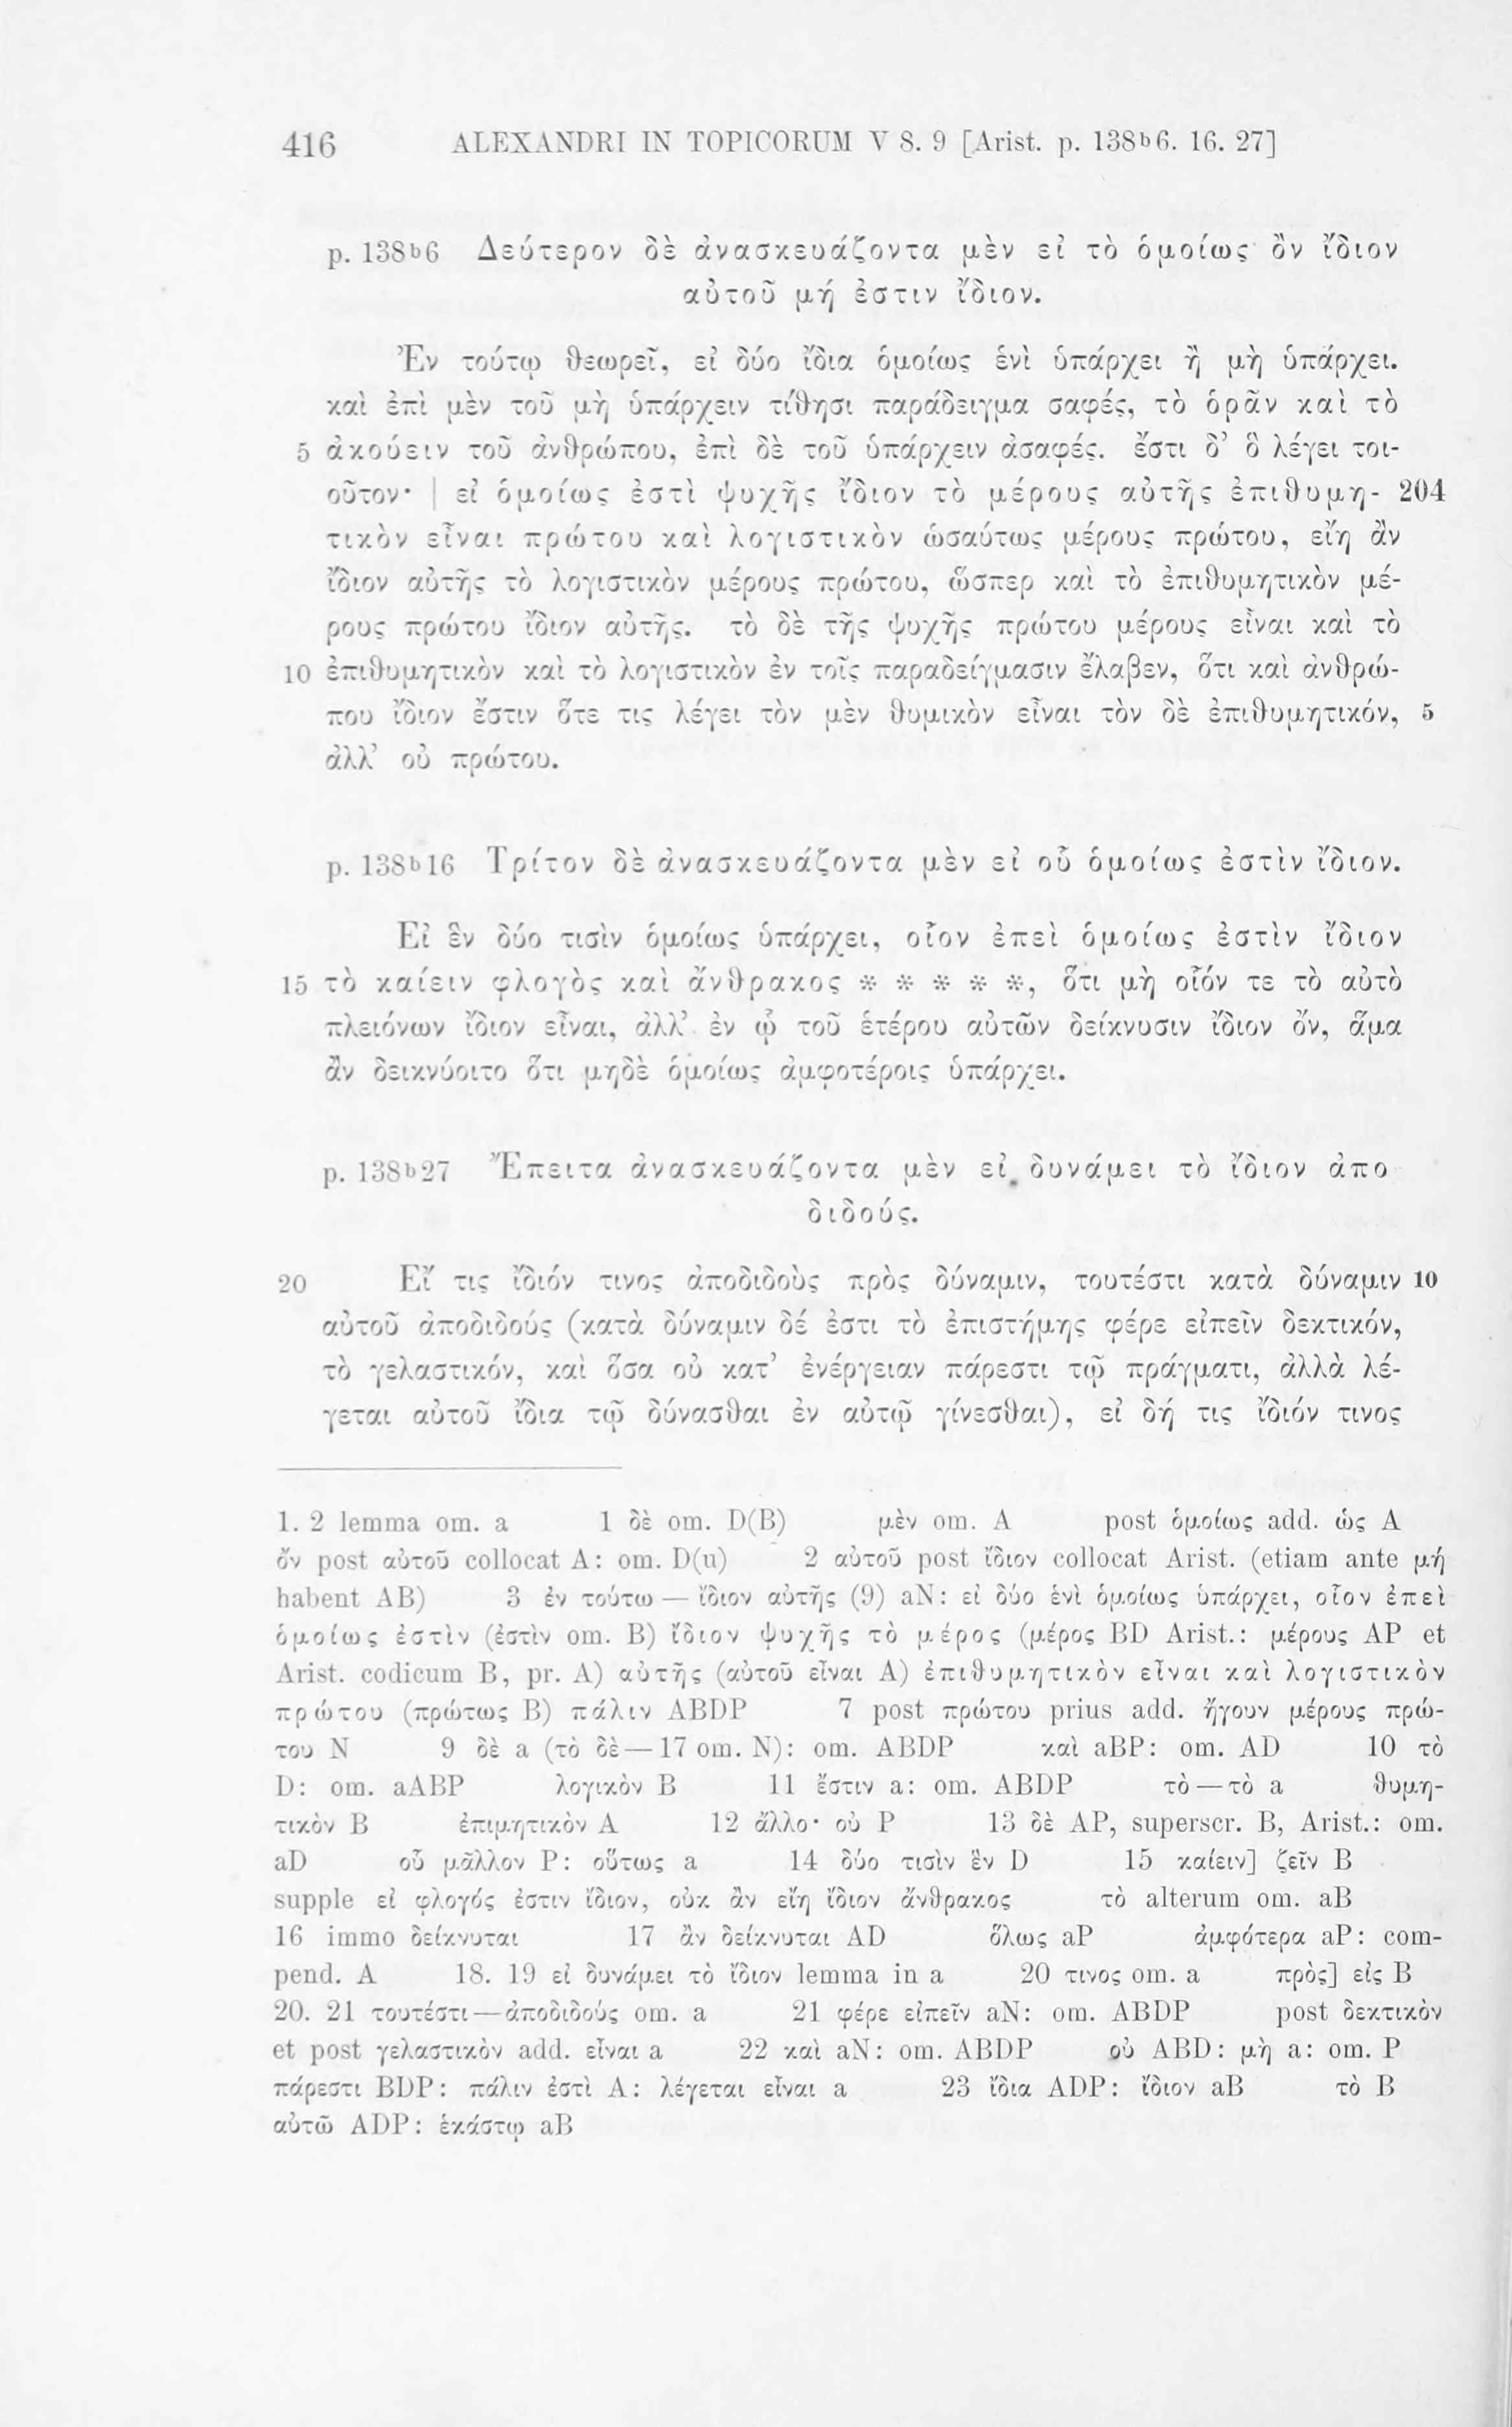 416 ALEXANDRI IN TOPICORUM V 8. 9 [Arist. p. 138b6. 16. 27]
p. 138b6 Δεύτερον δὲ ἀνασκευάζοντα μὲν εἰ τὸ ὁμοίως ὂν ἴδιον
αὐτοῦ μή ἐστιν ἴδιον.
Ἐν τούτῳ θεωρεῖ, εἰ δύο ἴδια ὁμοίως ἑνὶ ὑπάρχει ἢ μὴ ὑπάρχει.
καὶ ἐπὶ μὲν τοῦ μὴ ὑπάρχειν τίθησι παράδειγμα σαφές, τὸ ὁρᾶν καὶ τὸ
5 ἀκούειν τοῦ ἀνθρώπου, ἐπὶ δὲ τοῦ ὑπάρχειν ἀσαφές. ἔστι δ’ ὃ λέγει τοι-
οῦτον· | εἰ ὁμοίως ἐστὶ ψυχῆς ἴδιον τὸ μέρους αὐτῆς ἐπιθυμη- 204
τικὸν εἶναι πρώτου καὶ λογιστικὸν ὡσαύτως μέρους πρώτου, εἴη ἂν
ἴδιον αὐτῆς τὸ λογιστικὸν μέρους πρώτου, ὥσπερ καὶ τὸ ἐπιθυμητικὸν μέ-
ρους πρώτου ἴδιον αὐτῆς. τὸ δὲ τῆς ψυχῆς πρώτου μέρους εἶναι καὶ τὸ
10 ἐπιθυμητικὸν καὶ τὸ λογιστικὸν ἐν τοῖς παραδείγμασιν ἔλαβεν, ὅτι καὶ ἀνθρώ-
που ἴδιον ἔστιν ὅτε τις λέγει τὸν μὲν θυμικὸν εἶναι τὸν δὲ ἐπιθυμητικόν, 5
ἀλλ’ οὐ πρώτου.
p. 138b16 Τρίτον δὲ ἀνασκευάζοντα μὲν εἰ οὗ ὁμοίως ἐστὶν ἴδιον.
Εἰ ἓν δύο τισὶν ὁμοίως ὑπάρχει, οἷον ἐπεὶ ὁμοίως ἐστὶν ἴδιον
15 τὸ καίειν φλογὸς καὶ ἄνθρακος * * * * *, ὅτι μὴ οἷόν τε τὸ αὐτὸ
πλειόνων ἴδιον εἶναι, ἀλλ’ ἐν ᾧ τοῦ ἑτέρου αὐτῶν δείκνυσιν ἴδιον ὄν, ἅμα
ἂν δεικνύοιτο ὅτι μηδὲ ὁμοίως ἀμφοτέροις ὑπάρχει.
p. 138b27 Ἔπειτα ἀνασκευάζοντα μὲν εἰ δυνάμει τὸ ἴδιον ἀπο
διδούς.
20 Εἴ τις ἴδιόν τινος ἀποδιδοὺς πρὸς δύναμιν, τουτέστι κατὰ δύναμιν 10
αὐτοῦ ἀποδιδούς (κατὰ δύναμιν δέ ἐστι τὸ ἐπιστήμης φέρε εἰπεῖν δεκτικόν,
τὸ γελαστικόν, καὶ ὅσα οὐ κατ’ ἐνέργειαν πάρεστι τῷ πράγματι, ἀλλὰ λέ-
γεται αὐτοῦ ἴδια τῷ δύνασθαι ἐν αὐτῷ γίνεσθαι), εἰ δή τις ἴδιόν τινος
1. 2 lemma om. a 1 δὲ om. D(B) μὲν om. A post ὁμοίως add. ὡς A
ὄν post αὐτοῦ collocat A: om. D(u) 2 αὐτοῦ post ἴδιον collocat Arist. (etiam ante μή
habent AB) 3 ἐν τούτω — ἴδιον αὐτῆς (9) aN: εἰ δύο ἑνὶ ὁμοίως ὑπάρχει, οἷον ἐπεὶ
ὁμοίως ἐστὶν (ἐστὶν om. B) ἴδιον ψυχῆς τὸ μέρος (μέρος BD Arist.: μέρους AP et
Arist. codicum B, pr. A) αὐτῆς (αὐτοῦ εἶναι A) ἐπιθυμητικὸν εἶναι καὶ λογιστικὸν
πρώτου (πρώτως B) πάλιν ABDP 7 post πρώτου prius add. ἤγουν μέρους πρώ-
του N 9 δὲ a (τὸ δὲ — 17 om. N): om. ABDP καὶ aBP: om. AD 10 τὸ
D: om. aABP λογικὸν B 11 ἔστιν a: om. ABDP τὸ — τὸ a θυμη-
τικὸν B ἐπιμητικὸν A 12 ἄλλο· οὐ P 13 δὲ AP, superscr. B, Arist.: om.
aD οὗ μᾶλλον P: οὕτως a 14 δύο τισὶν ἓν D 15 καίειν] ζεῖν B
supple εἰ φλογός ἐστιν ἴδιον, οὐκ ἂν εἴη ἴδιον ἄνθρακος τὸ alterum om. aB
16 immo δείκνυται 17 ἂν δείκνυται AD ὅλως aP ἀμφότερα aP: com-
pend. A 18. 19 εἰ δυνάμει τὸ ἴδιον lemma in a 20 τινος om. a πρὸς] εἰς B
20. 21 τουτέστι — ἀποδιδούς om. a 21 φέρε εἰπεῖν aN: om. ABDP post δεκτικὸν
et post γελαστικὸν add. εἶναι a 22 καὶ aN: om. ABDP οὐ ABD: μὴ a: om. P
πάρεστι BDP: πάλιν ἐστὶ A: λέγεται εἶναι a 23 ἴδια ADP: ἴδιον aB τὸ B
αὐτῶ ADP: ἑκάστῳ aB